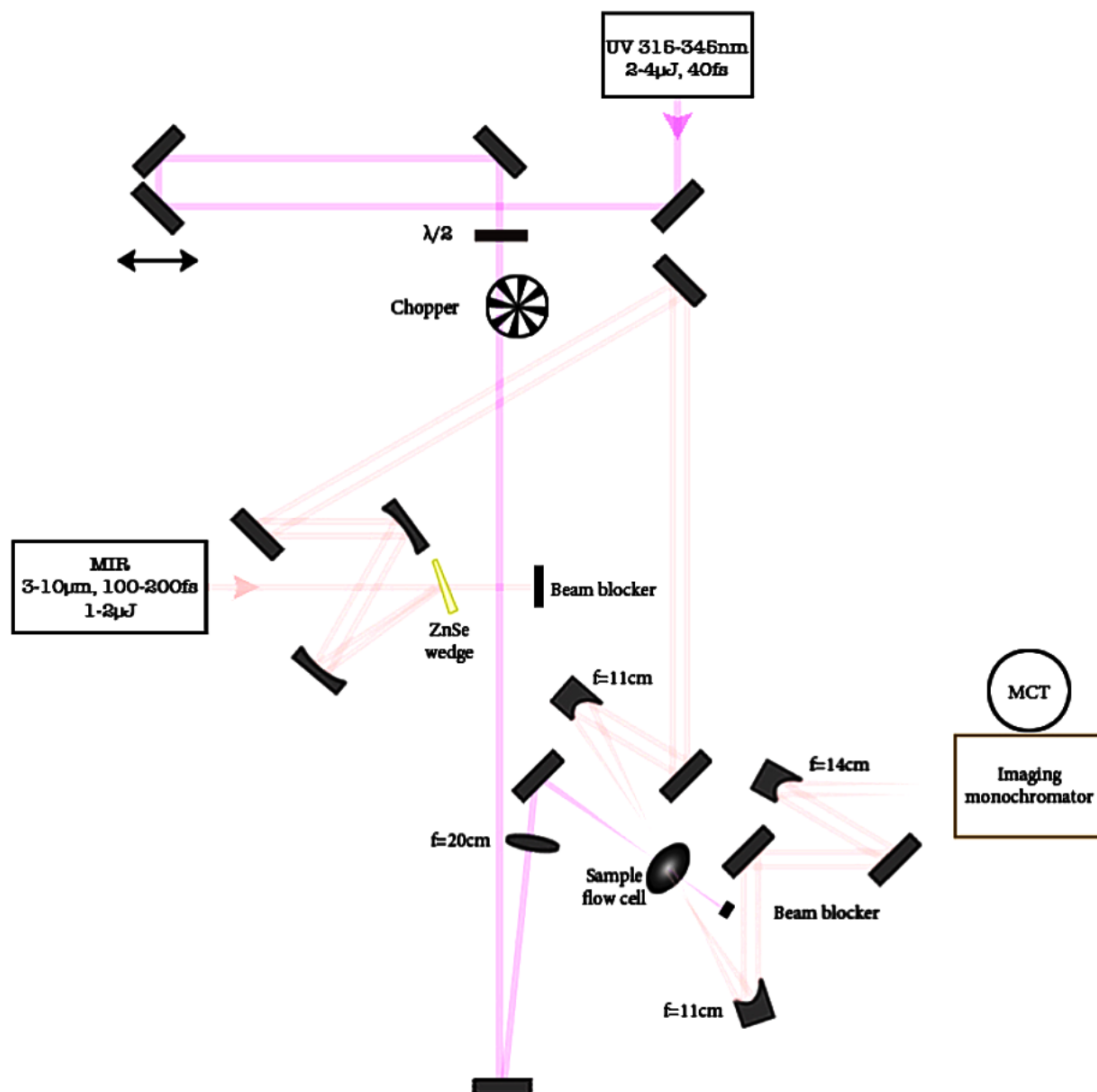 UV 315-345nm
2-4µJ, 40fs
λ/2
Chopper
MIR
3-10µm, 100-200fs
1-2µJ
Beam blocker
ZnSe
wedge
f=11cm
MCT
f=14cm
Imaging
monochromator
f=20cm
Sample
flow cell
Beam blocker
f=11cm